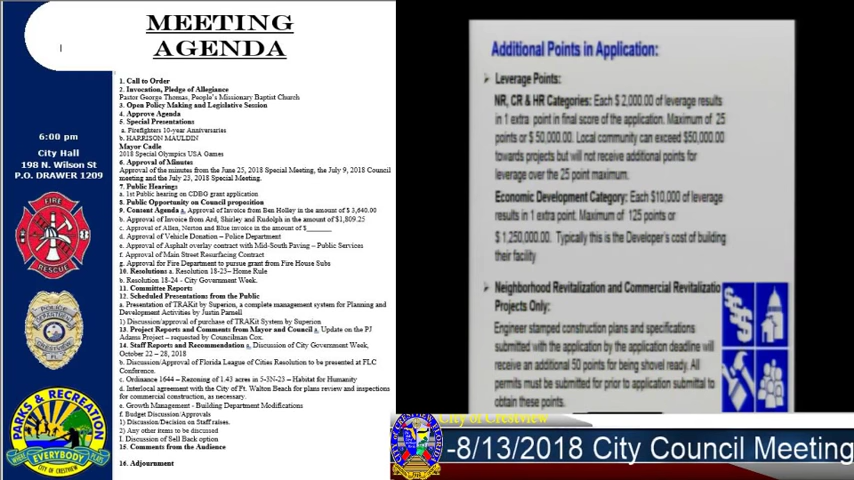 MEETING
AGENDA
1. Call to Order
2. Invocation, Pledge of Allegiance
Pastor George Thomas, People's Missionary Baptist Church
3. Open Policy Making and Legislative Session
4. Approve Agenda
5. Special Presentations
a. Firefighters 10-year Anniversaries
b. HARRISON MAULDIN
Mayor Cadle
2018 Special Olympics USA Games
6. Approval of Minutes
Approval of the minutes from the June 25, 2018 Special Meeting, the July 9, 2018 Council
meeting and the July 23, 2018 Special Meeting.
7. Public Hearings
a. 1st Public hearing on CDBG grant application
8. Public Opportunity on Council proposition
9. Consent Agenda a. Approval of Invoice from Ben Holley in the amount of $ 3,640.00
b. Approval of Invoice from Ard, Shirley and Rudolph in the amount of $1,809.25
c. Approval of Allen, Norton and Blue invoice in the amount of $______
d. Approval of Vehicle Donation – Police Department
e. Approval of Asphalt overlay contract with Mid-South Paving – Public Services
f. Approval of Main Street Resurfacing Contract
g. Approval for Fire Department to pursue grant from Fire House Subs
10. Resolutions a. Resolution 18-23– Home Rule
b. Resolution 18-24 - City Government Week.
11. Committee Reports
12. Scheduled Presentations from the Public
a. Presentation of TRAKit by Superion, a complete management system for Planning and
Development Activities by Justin Parnell
1) Discussion/approval of purchase of TRAKit System by Superion
13. Project Reports and Comments from Mayor and Council a. Update on the PJ
Adams Project – requested by Councilman Cox.
14. Staff Reports and Recommendation a. Discussion of City Government Week,
October 22 – 28, 2018
b. Discussion/Approval of Florida League of Cities Resolution to be presented at FLC
Conference.
c. Ordinance 1644 – Rezoning of 1.43 acres in 5-3N-23 – Habitat for Humanity
d. Interlocal agreement with the City of Ft. Walton Beach for plans review and inspections
for commercial construction, as necessary.
e. Growth Management - Building Department Modifications
f. Budget Discussion/Approvals
1) Discussion/Decision on Staff raises.
2) Any other items to be discussed
I. Discussion of Sell Back option
15. Comments from the Audience
16. Adjournment
6:00 pm
City Hall
198 N. Wilson St
P.O. DRAWER 1209
FIRE
RESCUE
PARKS & RECREATION
WHERE EVERYBODY PLAYS
CITY OF CRESTVIEW
Additional Points in Application:
Leverage Points:
NR, CR & HR Categories: Each $ 2,000.00 of leverage results
in 1 extra point in final score of the application. Maximum of 25
points or $ 50,000.00. Local community can exceed $50,000.00
towards projects but will not receive additional points for
leverage over the 25 point maximum.
Economic Development Category: Each $10,000 of leverage
results in 1 extra point. Maximum of 125 points or
$ 1,250,000.00. Typically this is the Developer's cost of building
their facility
Neighborhood Revitalization and Commercial Revitalizatio
Projects Only:
Engineer stamped construction plans and specifications
submitted with the application by the application deadline will
receive an additional 50 points for being shovel ready. All
permits must be submitted for prior to application submittal to
obtain these points.
City of Crestview
-8/13/2018 City Council Meeting